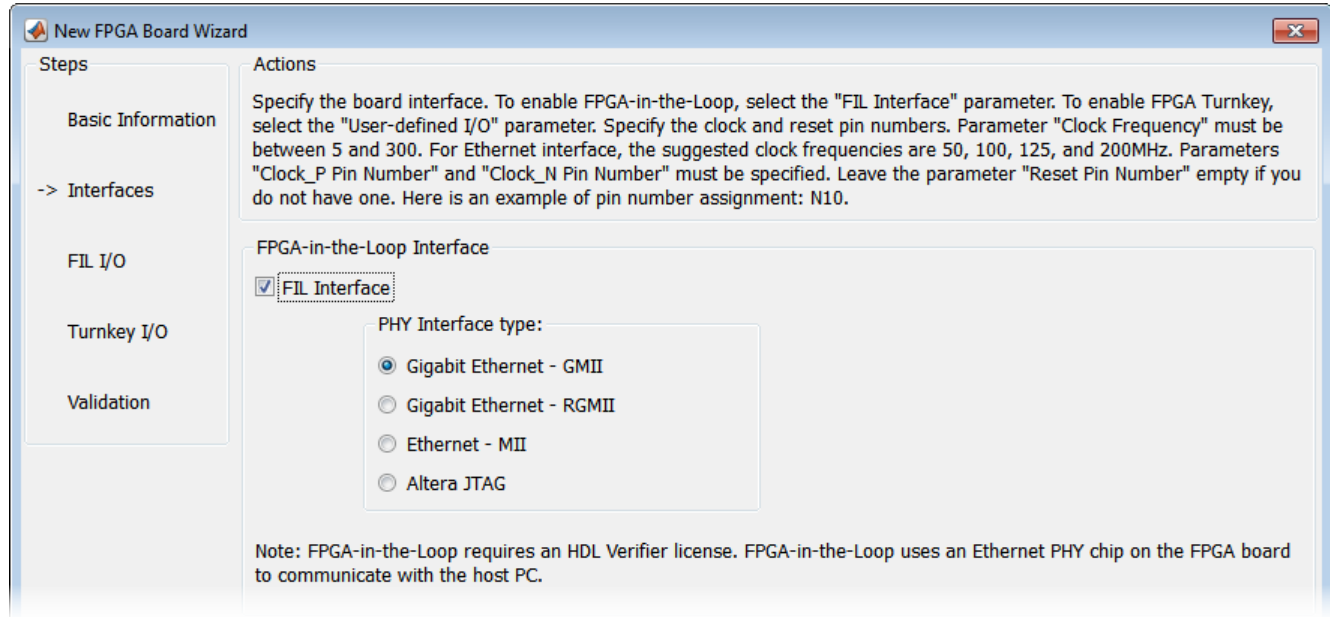 New FPGA Board Wizard
Steps
Basic Information
-> Interfaces
FIL I/O
Turnkey I/O
Validation
Actions
Specify the board interface. To enable FPGA-in-the-Loop, select the "FIL Interface" parameter. To enable FPGA Turnkey,
select the "User-defined I/O" parameter. Specify the clock and reset pin numbers. Parameter "Clock Frequency" must be
between 5 and 300. For Ethernet interface, the suggested clock frequencies are 50, 100, 125, and 200MHz. Parameters
"Clock_P Pin Number" and "Clock_N Pin Number" must be specified. Leave the parameter "Reset Pin Number" empty if you
do not have one. Here is an example of pin number assignment: N10.
FPGA-in-the-Loop Interface
FIL Interface
PHY Interface type:
Gigabit Ethernet - GMII
Gigabit Ethernet - RGMII
Ethernet - MII
Altera JTAG
Note: FPGA-in-the-Loop requires an HDL Verifier license. FPGA-in-the-Loop uses an Ethernet PHY chip on the FPGA board
to communicate with the host PC.